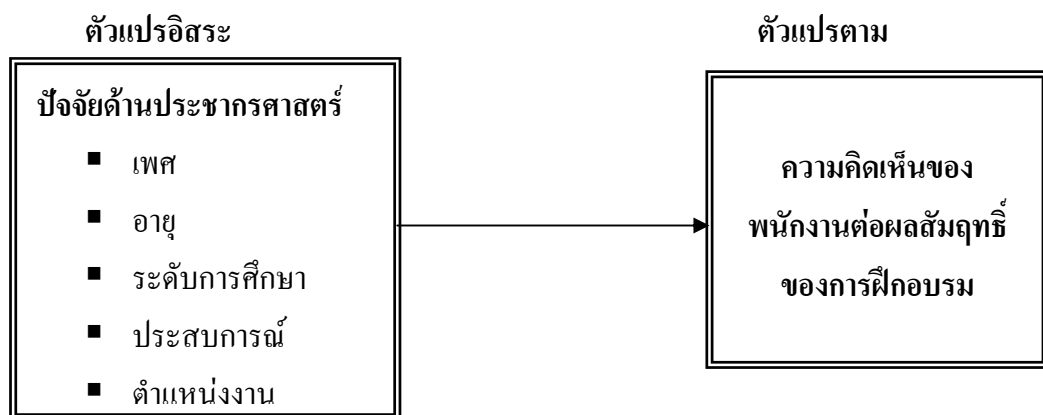 ตัวแปรอิสระ
ตัวแปรตาม
ปัจจัยด้านประชากรศาสตร์
▪ เพศ
▪ อายุ
▪ ระดับการศึกษา
▪ ประสบการณ์
▪ ตำแหน่งงาน
ความคิดเห็นของ
พนักงานต่อผลสัมฤทธิ์
ของการฝึกอบรม